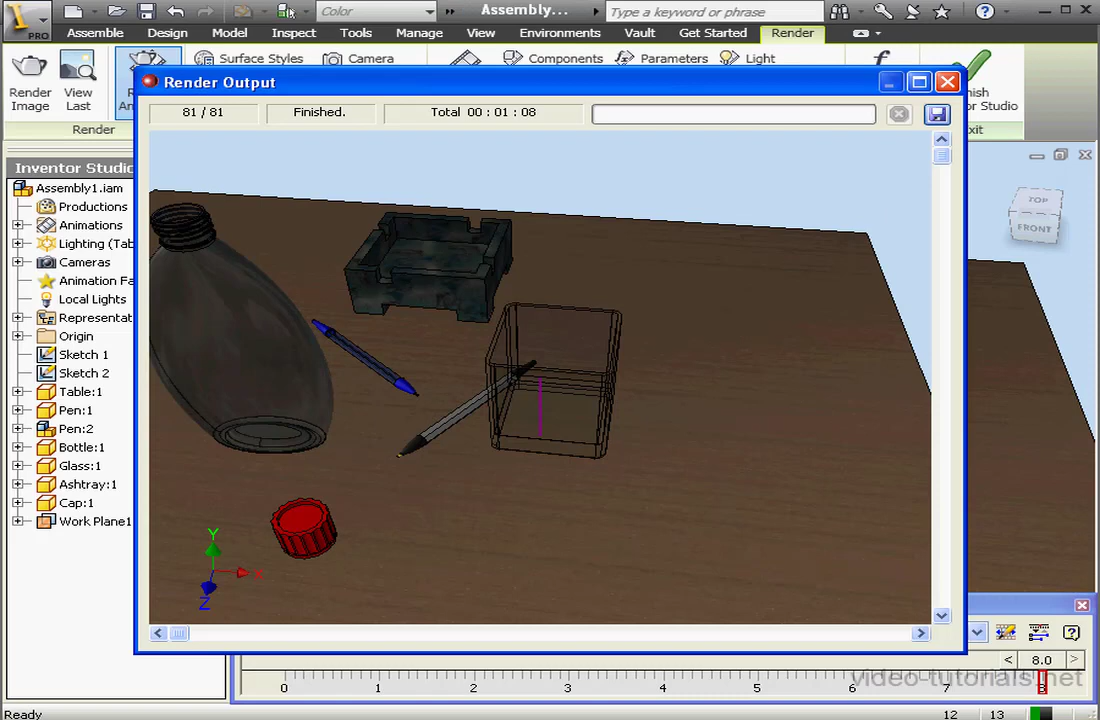 Color
Assembly...
Type a keyword or phrase
PRO
Assemble Design Model Inspect Tools Manage View Environments Vault Get Started Render
Surface Styles Camera Components Parameters Light
Render Image
View Last
Render
Render Output
81 / 81 Finished. Total 00 : 01 : 08
Inventor Studio
Assembly1.iam
Productions
Animations
Lighting (Tab
Cameras
Animation Fa
Local Lights
Representat
Origin
Sketch 1
Sketch 2
Table:1
Pen:1
Pen:2
Bottle:1
Glass:1
Ashtray:1
Cap:1
Work Plane1
TOP
FRONT
Y
X
Z
< 8.0 >
0 1 2 3 4 5 6 7 8
video-tutorials.net
Ready 12 13